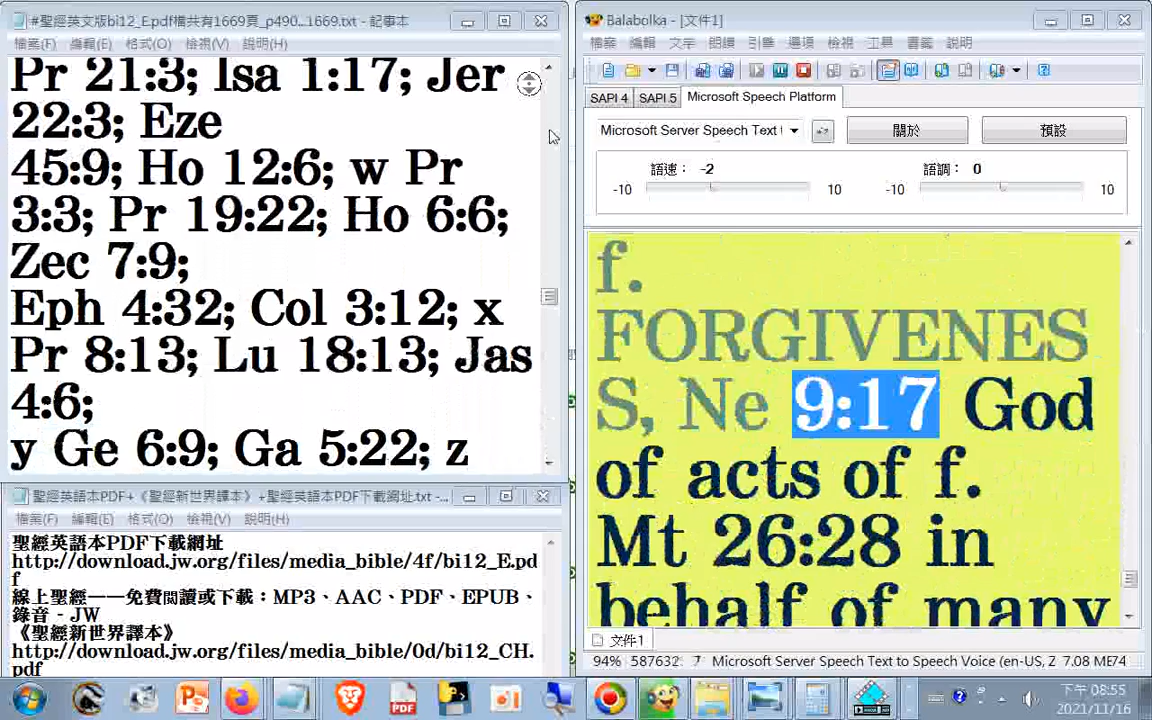 #聖經英文版bi12_E.pdf檔共有1669頁_p490...1669.txt - 記事本
檔案(F) 編輯(E) 格式(O) 檢視(V) 說明(H)
Pr 21:3; Isa 1:17; Jer
22:3; Eze
45:9; Ho 12:6; w Pr
3:3; Pr 19:22; Ho 6:6;
Zec 7:9;
Eph 4:32; Col 3:12; x
Pr 8:13; Lu 18:13; Jas
4:6;
y Ge 6:9; Ga 5:22; z
聖經英語本PDF+《聖經新世界譯本》+聖經英語本PDF下載網址.txt - ...
檔案(F) 編輯(E) 格式(O) 檢視(V) 說明(H)
聖經英語本PDF下載網址
http://download.jw.org/files/media_bible/4f/bi12_E.pd
f
線上聖經——免費閱讀或下載：MP3、AAC、PDF、EPUB、
錄音 - JW
《聖經新世界譯本》
http://download.jw.org/files/media_bible/0d/bi12_CH.
pdf
Balabolka - [文件1]
檔案 編輯 文字 朗讀 引擎 選項 檢視 工具 書籤 說明
SAPI 4 SAPI 5 Microsoft Speech Platform
Microsoft Server Speech Text 關於 預設
語速： -2 語調： 0
-10 10 -10 10
f.
FORGIVENES
S, Ne 9:17 God
of acts of f.
Mt 26:28 in
behalf of many
文件1
94% 587632: 7 Microsoft Server Speech Text to Speech Voice (en-US, Z 7.08 ME74
下午 08:55
2021/11/16